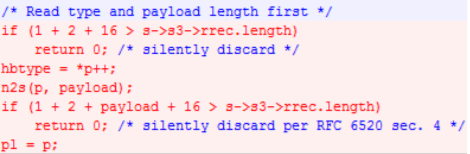 /* Read type and payload length first */
if (1 + 2 + 16 > s->s3->rrec.length)
    return 0; /* silently discard */
hbtype = *p++;
n2s(p, payload);
if (1 + 2 + payload + 16 > s->s3->rrec.length)
    return 0; /* silently discard per RFC 6520 sec. 4 */
pl = p;